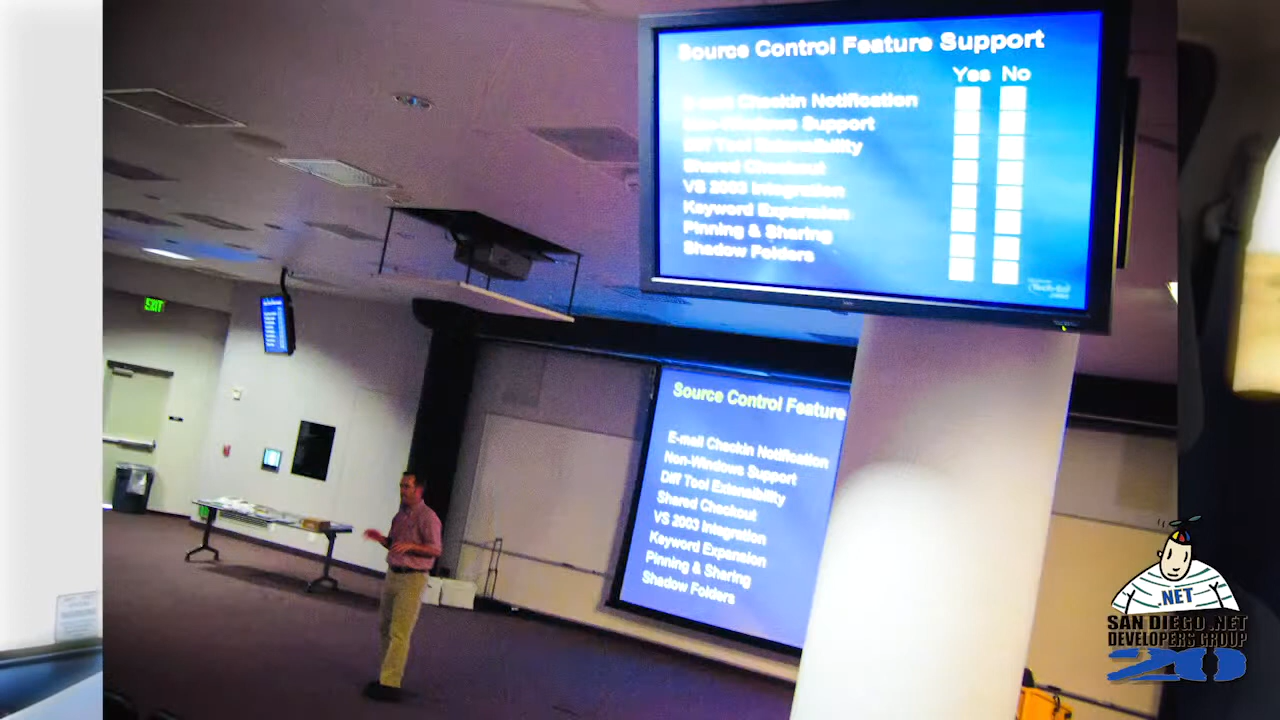 Source Control Feature Support
Yes No
E-mail Checkin Notification
Non-Windows Support
Diff Tool Extensibility
Shared Checkout
VS 2003 Integration
Keyword Expansion
Pinning & Sharing
Shadow Folders
EXIT
Source Control Feature
E-mail Checkin Notification
Non-Windows Support
Diff Tool Extensibility
Shared Checkout
VS 2003 Integration
Keyword Expansion
Pinning & Sharing
Shadow Folders
.NET
SAN DIEGO .NET
DEVELOPERS GROUP
20